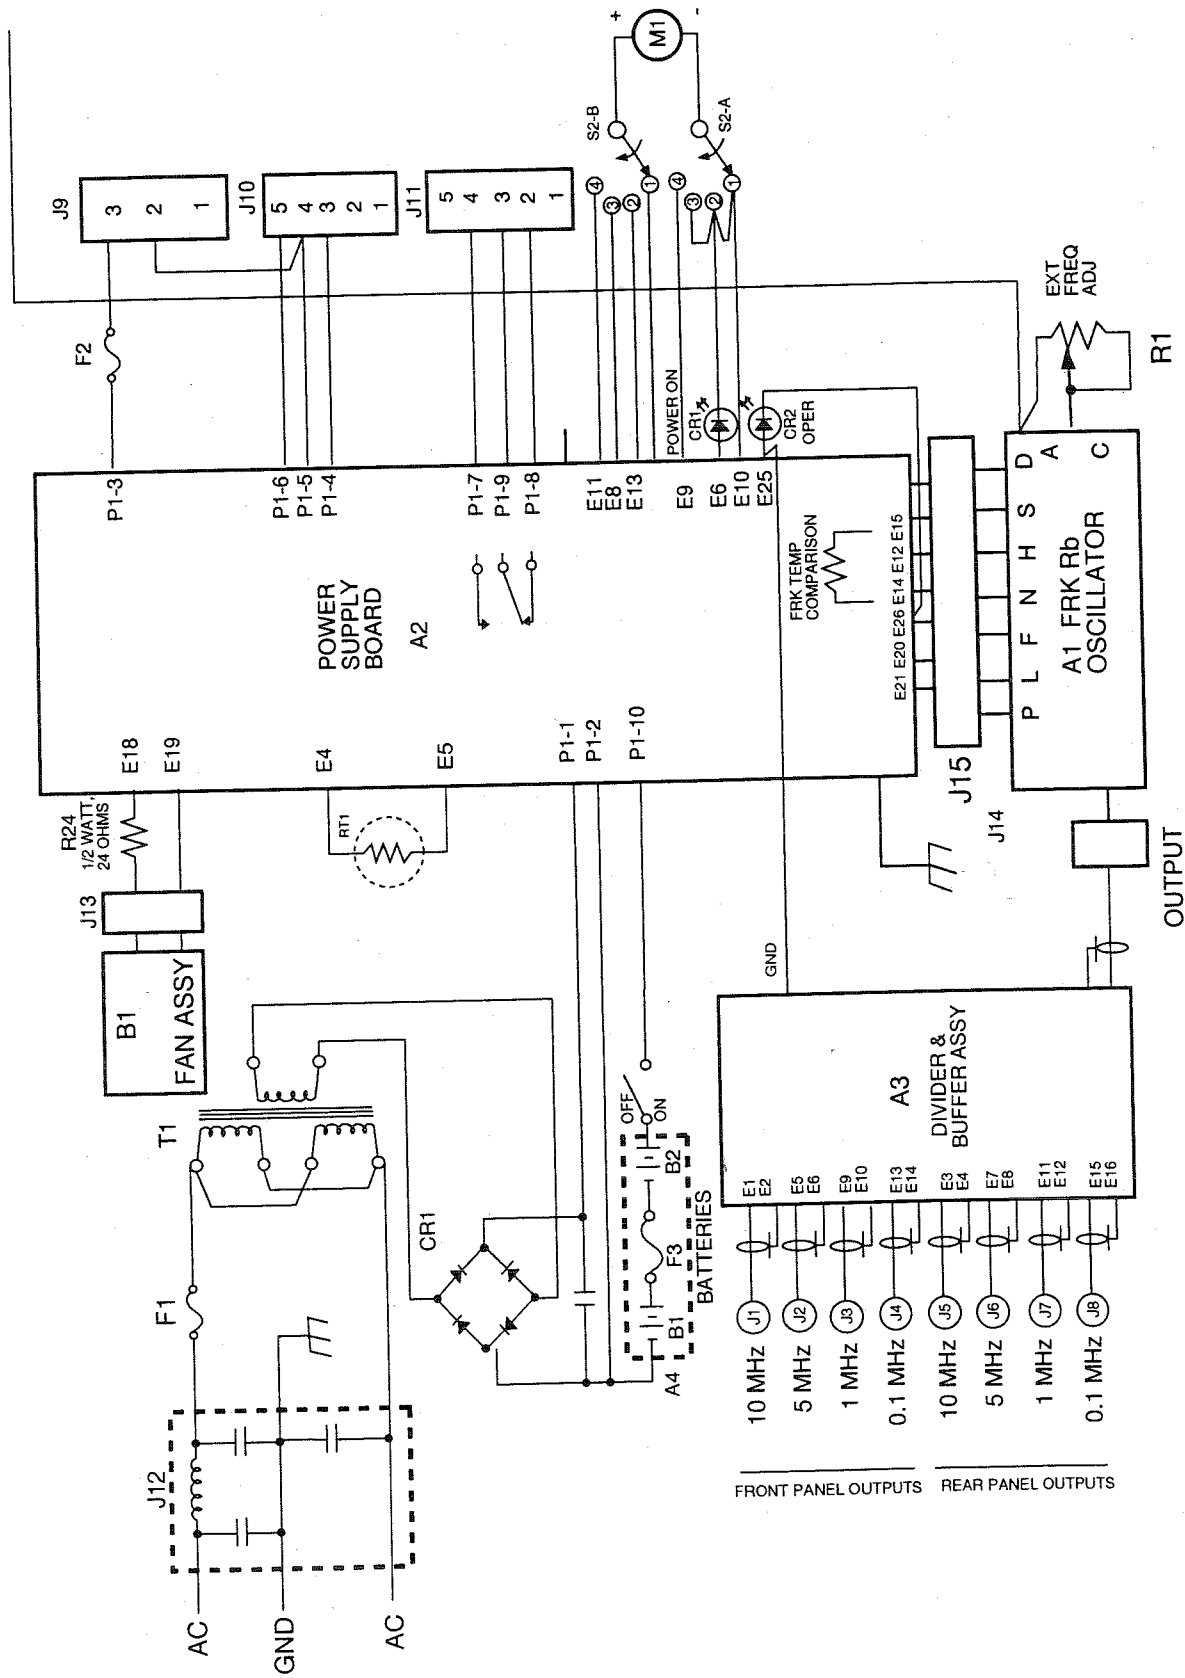 J12
AC
GND
AC
F1
T1
CR1
B1
FAN ASSY
J13
R24
1/2 WATT,
24 OHMS
E18
E19
RT1
E4
E5
P1-1
P1-2
P1-10
POWER
SUPPLY
BOARD
A2
P1-3
P1-6
P1-5
P1-4
P1-7
P1-9
P1-8
E11
E8
E13
E9
E6
E10
E25
F2
J9
3
2
1
J10
5
4
3
2
1
J11
5
4
3
2
1
S2-B
4
3
2
1
S2-A
4
3
2
1
+
M1
-
POWER ON
CR1
CR2
OPER
FRK TEMP
COMPARISON
E21 E20 E26 E14 E12 E15
J15
P L F N H S D
A
C
A1 FRK Rb
OSCILLATOR
EXT
FREQ
ADJ
R1
J14
OUTPUT
GND
A4
B1
F3
B2
BATTERIES
OFF
ON
A3
DIVIDER &
BUFFER ASSY
10 MHz J1 E1
E2
5 MHz J2 E5
E6
1 MHz J3 E9
E10
0.1 MHz J4 E13
E14
10 MHz J5 E3
E4
5 MHz J6 E7
E8
1 MHz J7 E11
E12
0.1 MHz J8 E15
E16
FRONT PANEL OUTPUTS
REAR PANEL OUTPUTS